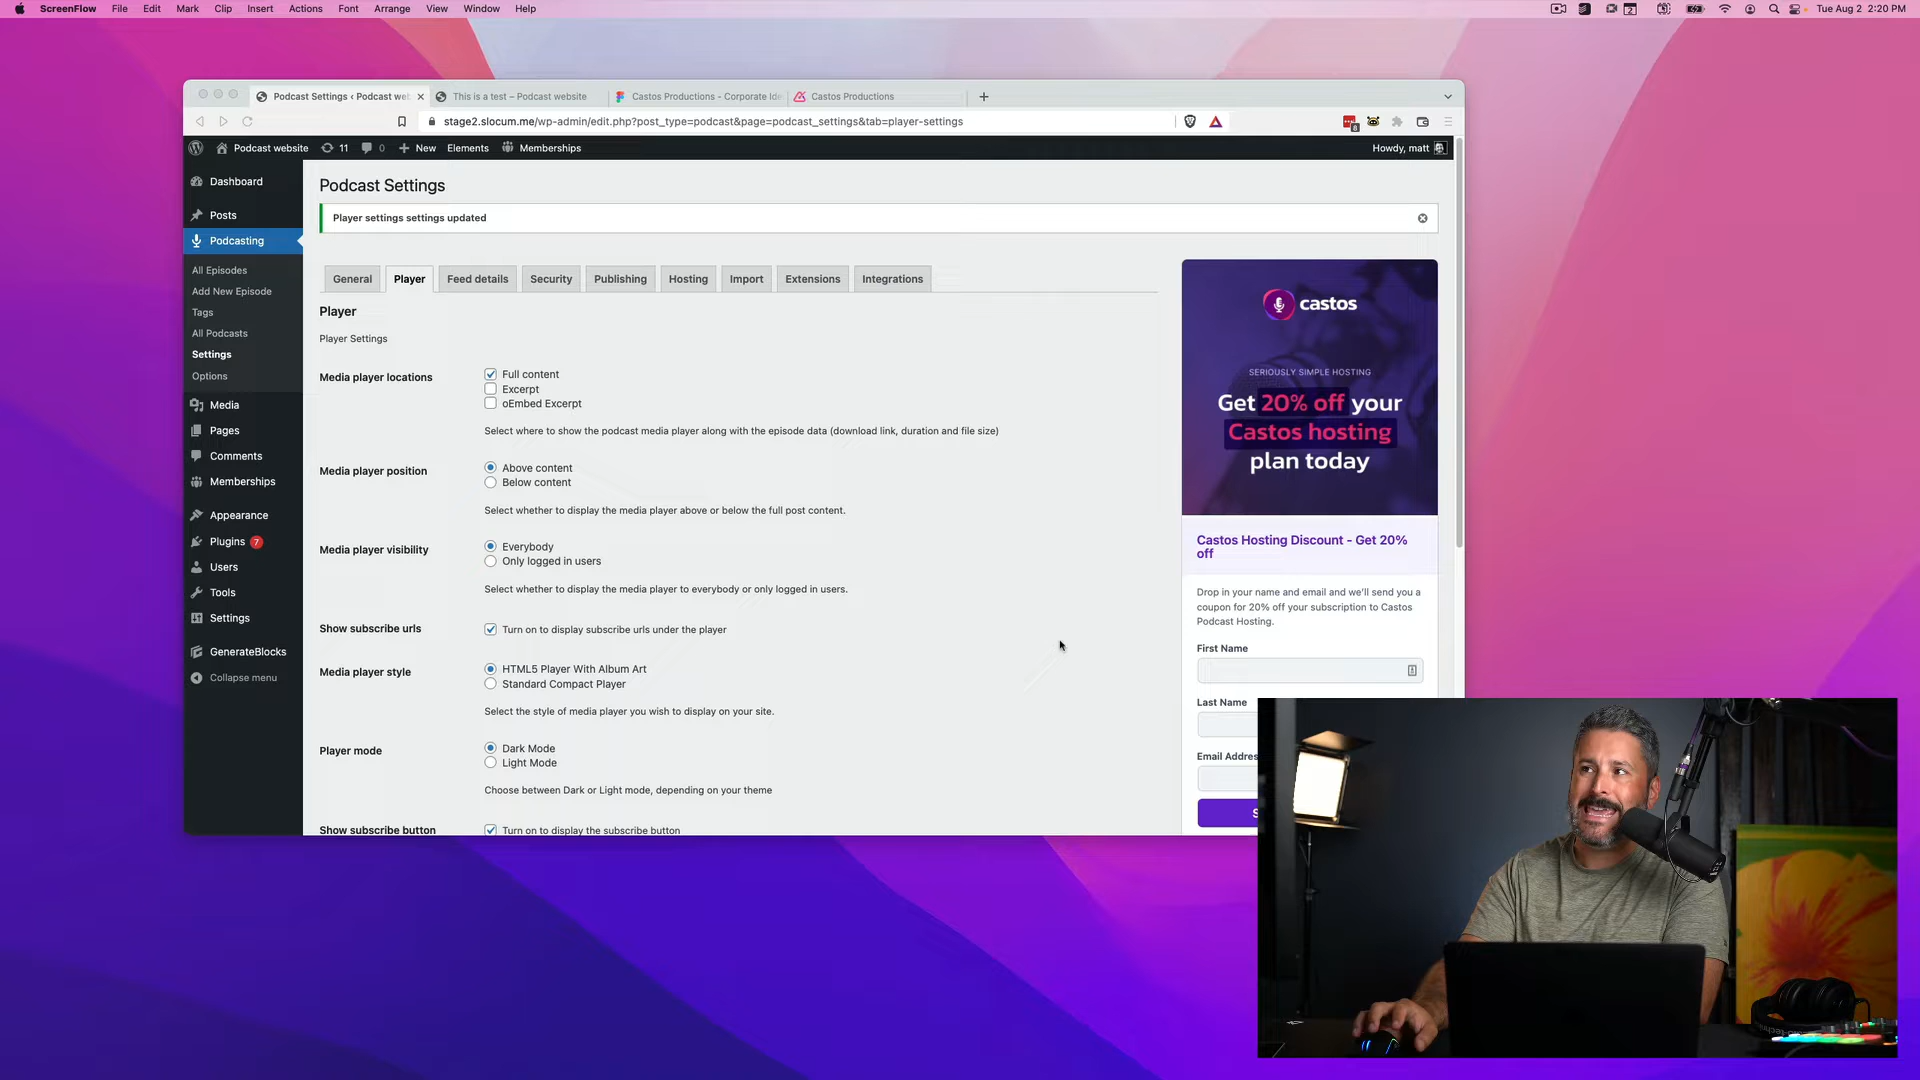 ScreenFlow File Edit Mark Clip Insert Actions Font Arrange View Window Help
2 Tue Aug 2 2:20 PM
Podcast Settings ‹ Podcast we
This is a test – Podcast website
Castos Productions - Corporate Ide
Castos Productions
stage2.slocum.me/wp-admin/edit.php?post_type=podcast&page=podcast_settings&tab=player-settings
Podcast website 11 0 New Elements Memberships Howdy, matt
Dashboard
Posts
Podcasting
All Episodes
Add New Episode
Tags
All Podcasts
Settings
Options
Media
Pages
Comments
Memberships
Appearance
Plugins 7
Users
Tools
Settings
GenerateBlocks
Collapse menu
Podcast Settings
Player settings settings updated
General Player Feed details Security Publishing Hosting Import Extensions Integrations
Player
Player Settings
Media player locations
Full content
Excerpt
oEmbed Excerpt
Select where to show the podcast media player along with the episode data (download link, duration and file size)
Media player position
Above content
Below content
Select whether to display the media player above or below the full post content.
Media player visibility
Everybody
Only logged in users
Select whether to display the media player to everybody or only logged in users.
Show subscribe urls
Turn on to display subscribe urls under the player
Media player style
HTML5 Player With Album Art
Standard Compact Player
Select the style of media player you wish to display on your site.
Player mode
Dark Mode
Light Mode
Choose between Dark or Light mode, depending on your theme
Show subscribe button
Turn on to display the subscribe button
castos
SERIOUSLY SIMPLE HOSTING
Get 20% off your
Castos hosting
plan today
Castos Hosting Discount - Get 20%
off
Drop in your name and email and we'll send you a
coupon for 20% off your subscription to Castos
Podcast Hosting.
First Name
Last Name
Email Addres